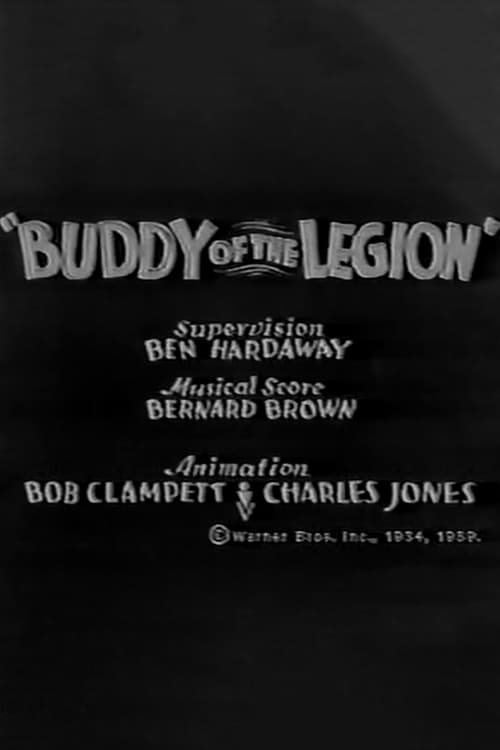 "BUDDY OF THE LEGION"
Supervision
BEN HARDAWAY
Musical Score
BERNARD BROWN
Animation
BOB CLAMPETT & CHARLES JONES
©Warner Bros. Inc., 1934, 1959.